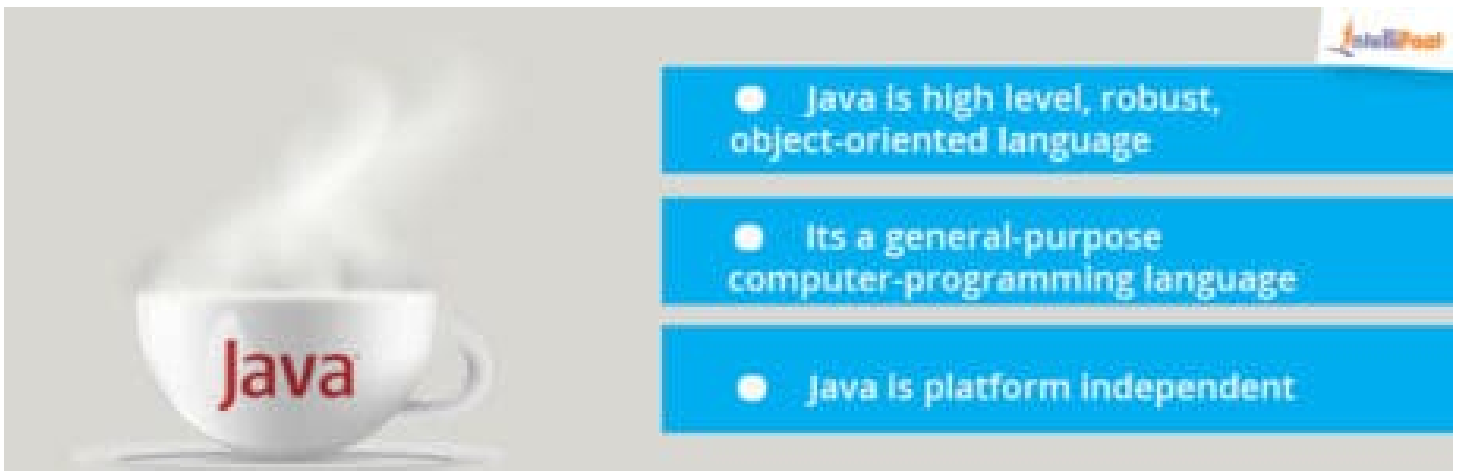 IntelliPaat
Java is high level, robust,
object-oriented language
Its a general-purpose
computer-programming language
Java is platform independent
Java